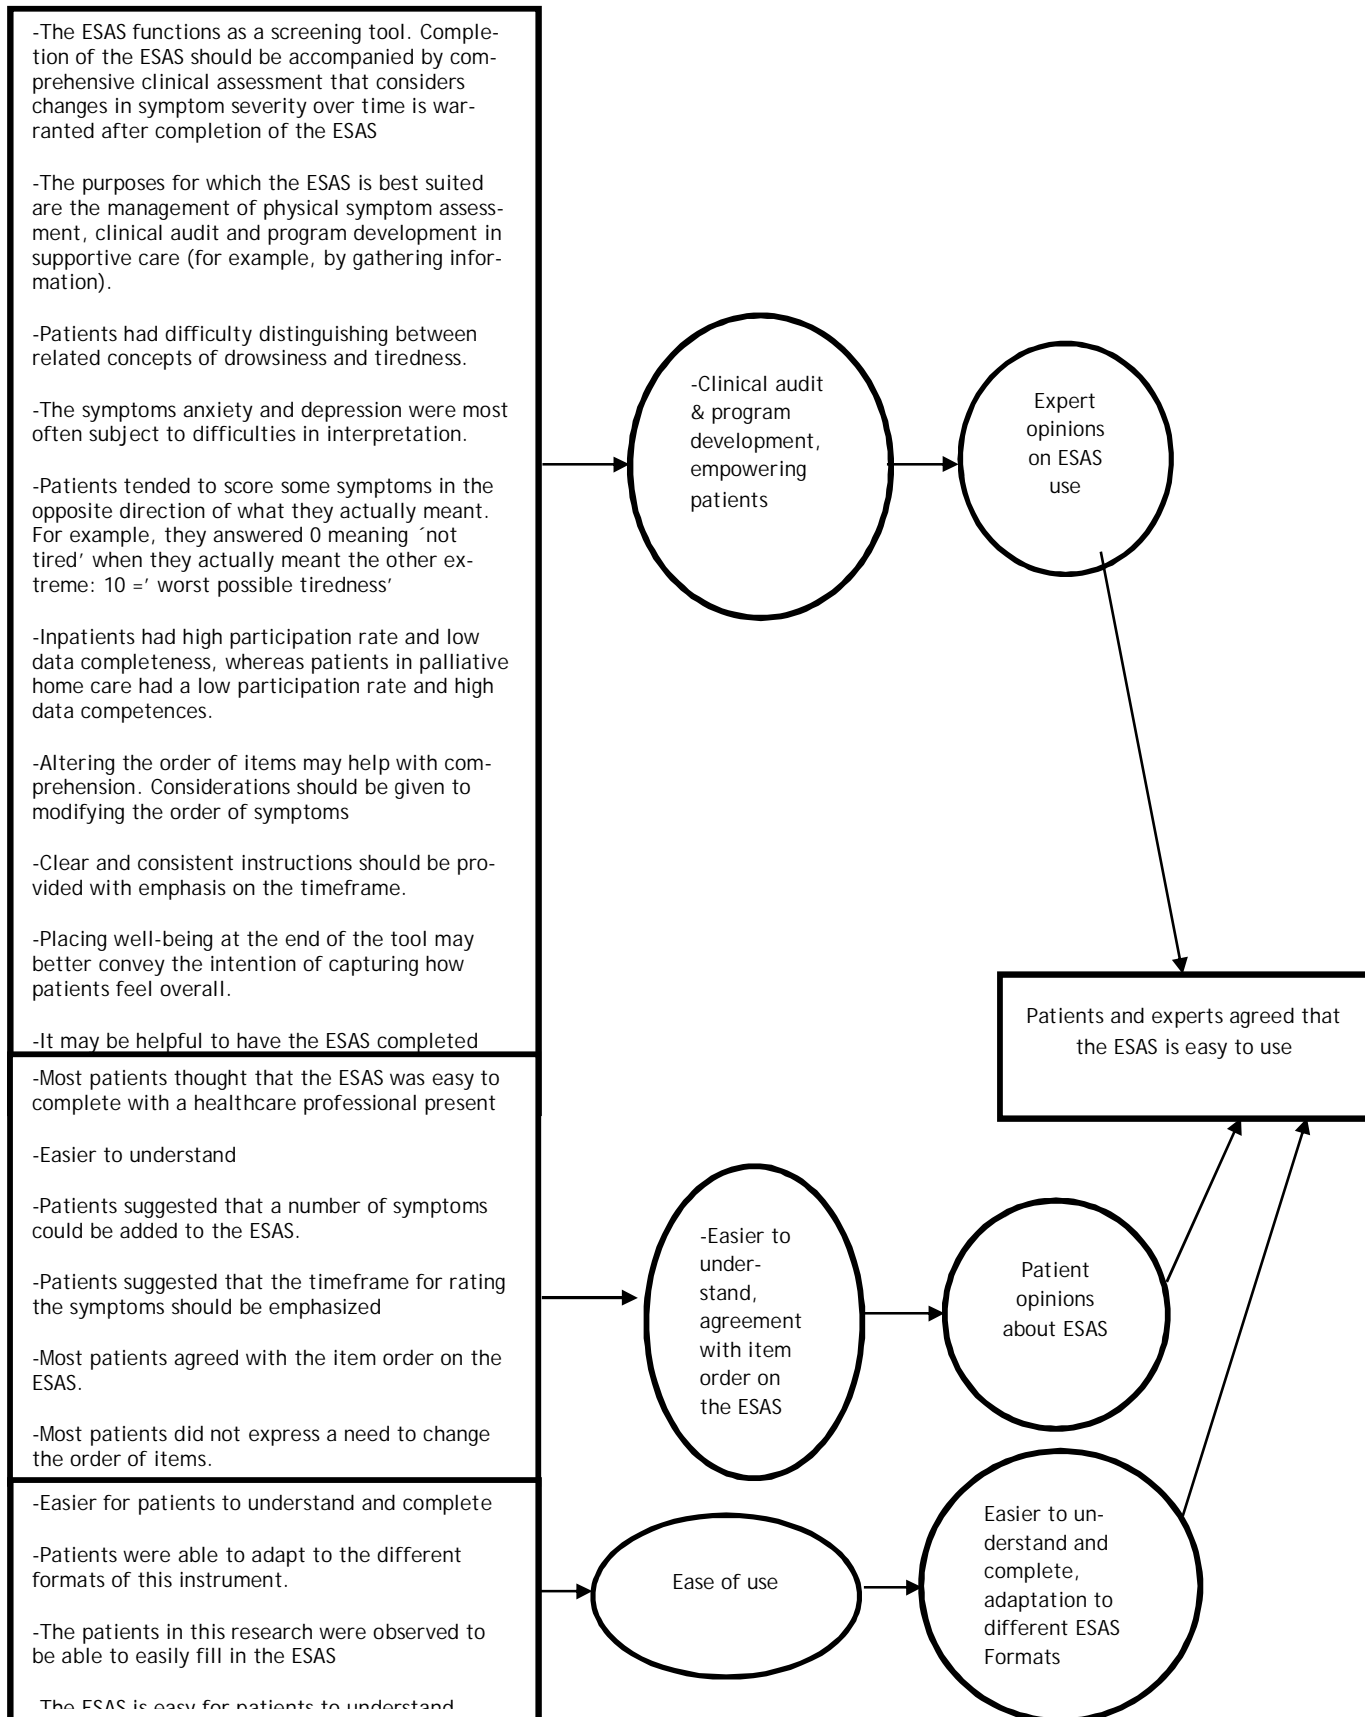 -The ESAS functions as a screening tool. Comple-
tion of the ESAS should be accompanied by com-
prehensive clinical assessment that considers
changes in symptom severity over time is war-
ranted after completion of the ESAS
-The purposes for which the ESAS is best suited
are the management of physical symptom assess-
ment, clinical audit and program development in
supportive care (for example, by gathering infor-
mation).
-Patients had difficulty distinguishing between
related concepts of drowsiness and tiredness.
-The symptoms anxiety and depression were most
often subject to difficulties in interpretation.
-Patients tended to score some symptoms in the
opposite direction of what they actually meant.
For example, they answered 0 meaning ´not
tired’ when they actually meant the other ex-
treme: 10 =’ worst possible tiredness’
-Inpatients had high participation rate and low
data completeness, whereas patients in palliative
home care had a low participation rate and high
data competences.
-Altering the order of items may help with com-
prehension. Considerations should be given to
modifying the order of symptoms
-Clear and consistent instructions should be pro-
vided with emphasis on the timeframe.
-Placing well-being at the end of the tool may
better convey the intention of capturing how
patients feel overall.
-It may be helpful to have the ESAS completed
-Clinical audit
& program
development,
empowering
patients
Expert
opinions
on ESAS
use
Patients and experts agreed that
the ESAS is easy to use
-Most patients thought that the ESAS was easy to
complete with a healthcare professional present
-Easier to understand
-Patients suggested that a number of symptoms
could be added to the ESAS.
-Patients suggested that the timeframe for rating
the symptoms should be emphasized
-Most patients agreed with the item order on the
ESAS.
-Most patients did not express a need to change
the order of items.
-Easier to
under-
stand,
agreement
with item
order on
the ESAS
Patient
opinions
about ESAS
-Easier for patients to understand and complete
-Patients were able to adapt to the different
formats of this instrument.
-The patients in this research were observed to
be able to easily fill in the ESAS
-The ESAS is easy for patients to understand
Ease of use
Easier to un-
derstand and
complete,
adaptation to
different ESAS
Formats